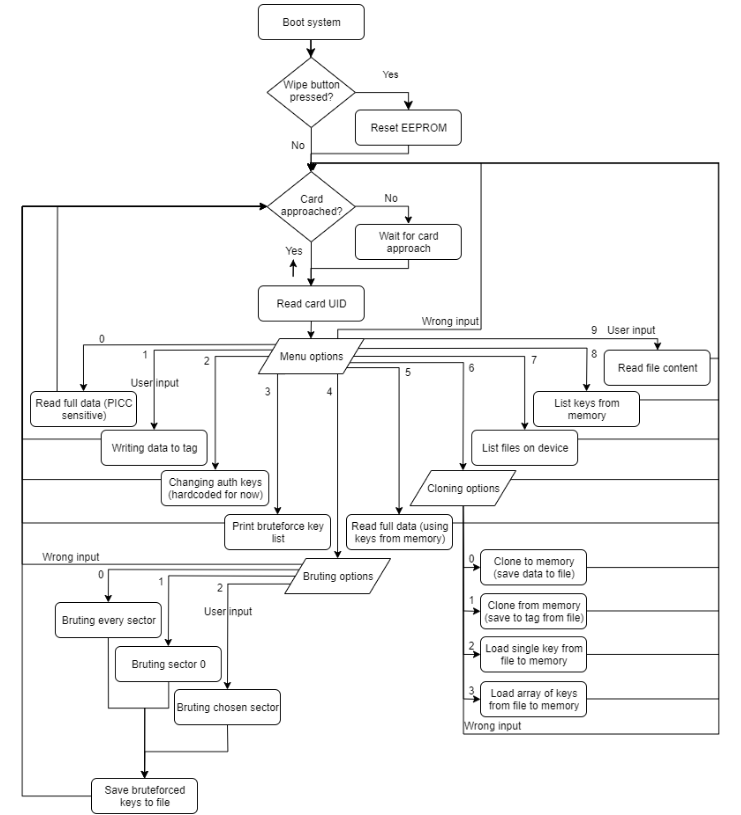 Boot system
Wipe button
pressed?
Yes
Reset EEPROM
No
Card
approached?
No
Wait for card
approach
Yes
Read card UID
Wrong input
Menu options
0
1
User input
2
3
4
5
6
7
8
9
User input
Read file content
Read full data (PICC
sensitive)
List keys from
memory
Writing data to tag
List files on device
Changing auth keys
(hardcoded for now)
Cloning options
Print bruteforce key
list
Read full data (using
keys from memory)
Wrong input
Bruting options
0
1
2
User input
Bruting every sector
Bruting sector 0
Bruting chosen sector
0
Clone to memory
(save data to file)
1
Clone from memory
(save to tag from file)
2
Load single key from
file to memory
3
Load array of keys
from file to memory
Wrong input
Save bruteforced
keys to file